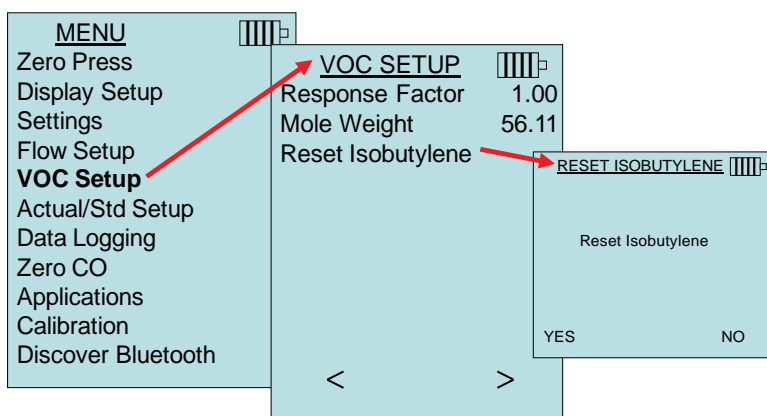 MENU
Zero Press
Display Setup
Settings
Flow Setup
VOC Setup
Actual/Std Setup
Data Logging
Zero CO
Applications
Calibration
Discover Bluetooth
VOC SETUP
Response Factor 1.00
Mole Weight 56.11
Reset Isobutylene
< >
RESET ISOBUTYLENE
Reset Isobutylene
YES NO